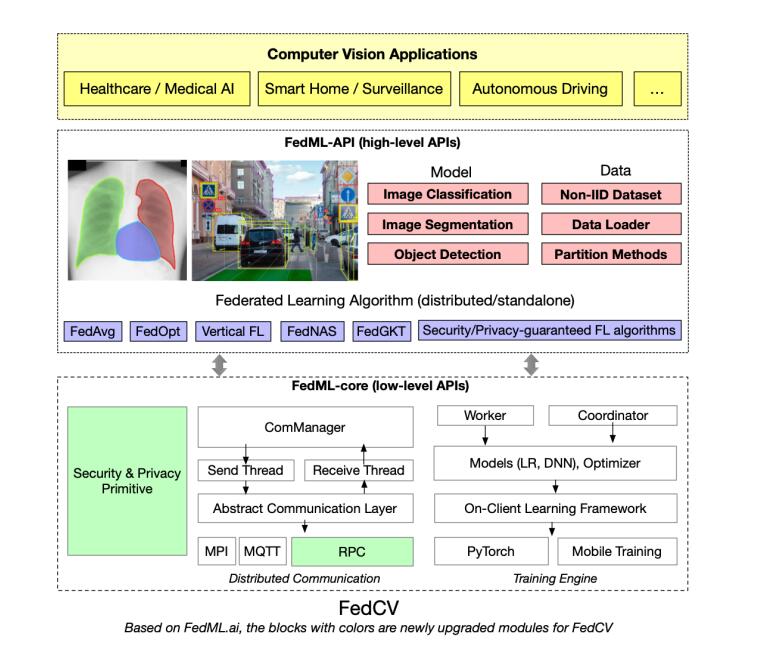 Computer Vision Applications
Healthcare / Medical AI
Smart Home / Surveillance
Autonomous Driving
...
FedML-API (high-level APIs)
Model
Data
Image Classification
Non-IID Dataset
Image Segmentation
Data Loader
Object Detection
Partition Methods
Federated Learning Algorithm (distributed/standalone)
FedAvg
FedOpt
Vertical FL
FedNAS
FedGKT
Security/Privacy-guaranteed FL algorithms
FedML-core (low-level APIs)
Security & Privacy
Primitive
ComManager
Send Thread
Receive Thread
Abstract Communication Layer
MPI
MQTT
RPC
Distributed Communication
Worker
Coordinator
Models (LR, DNN), Optimizer
On-Client Learning Framework
PyTorch
Mobile Training
Training Engine
FedCV
Based on FedML.ai, the blocks with colors are newly upgraded modules for FedCV